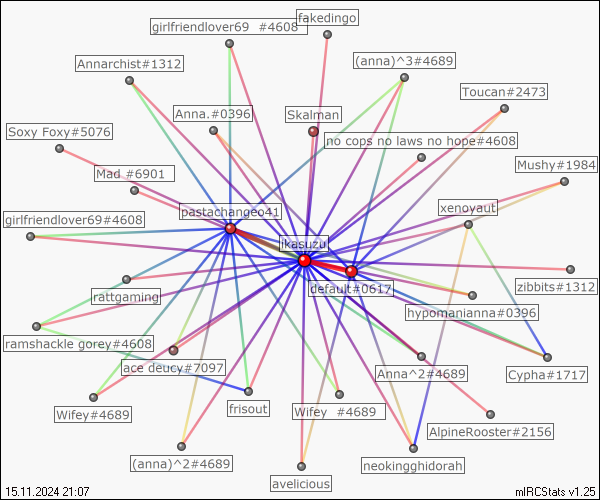 fakedingo
girlfriendlover69 #4608
Annarchist#1312
(anna)^3#4689
Toucan#2473
Anna.#0396
Skalman
Soxy Foxy#5076
no cops no laws no hope#4608
Mad #6901
Mushy#1984
pastachangeo41
xenoyaut
girlfriendlover69#4608
ikasuzu
default#0617
zibbits#1312
rattgaming
hypomanianna#0396
ramshackle gorey#4608
ace deucy#7097
Anna^2#4689
Cypha#1717
Wifey#4689
frisout
Wifey #4689
AlpineRooster#2156
(anna)^2#4689
neokingghidorah
avelicious
15.11.2024 21:07
mIRCStats v1.25